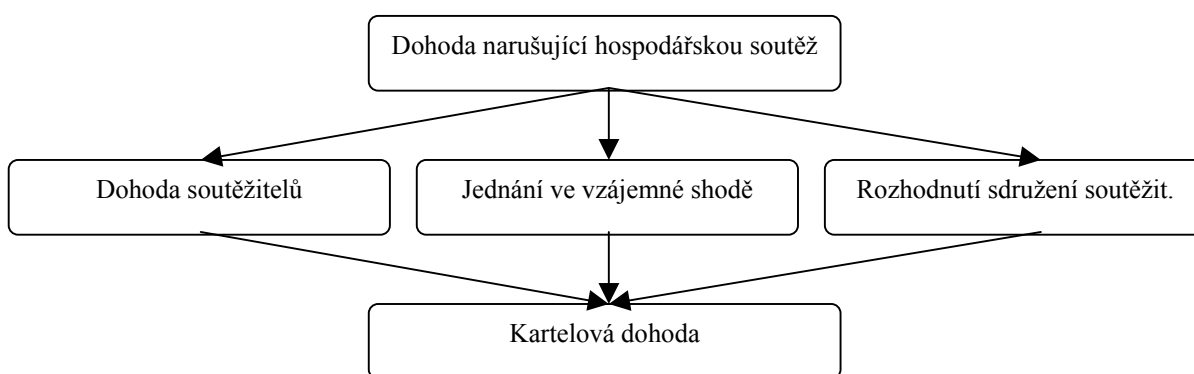 Dohoda narušující hospodářskou soutěž
Dohoda soutěžitelů
Jednání ve vzájemné shodě
Rozhodnutí sdružení soutěžit.
Kartelová dohoda